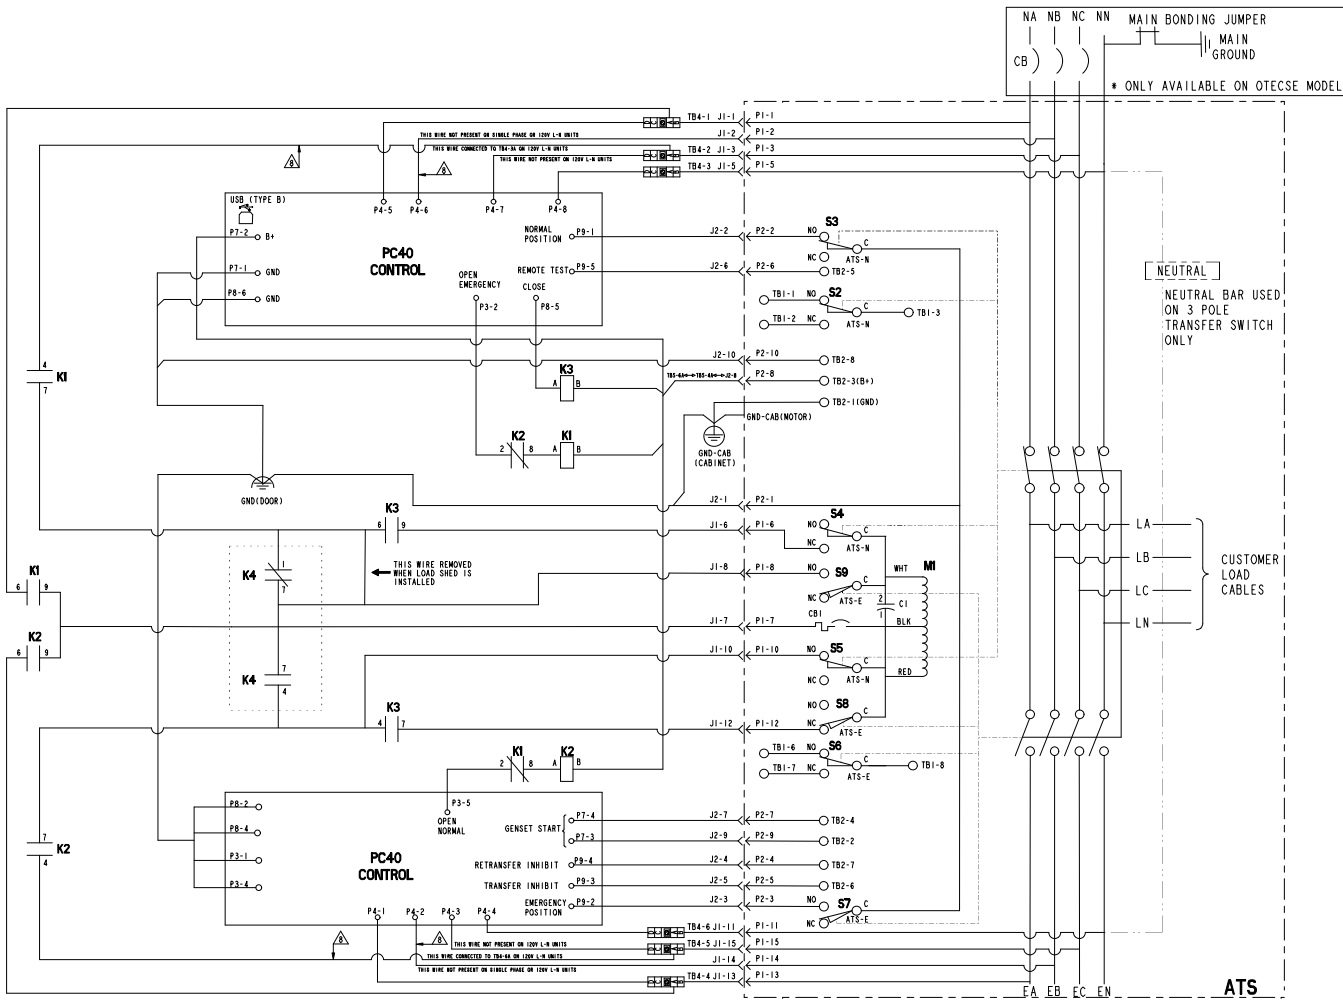 NA NB NC NN MAIN BONDING JUMPER
MAIN
GROUND
CB
* ONLY AVAILABLE ON OTECSE MODEL
TB4-1 J1-1 P1-1
THIS WIRE NOT PRESENT ON SINGLE PHASE OR 120V L-N UNITS
J1-2 P1-2
THIS WIRE CONNECTED TO TB4-3A ON 120V L-N UNITS
TB4-2 J1-3 P1-3
THIS WIRE NOT PRESENT ON 120V L-N UNITS
TB4-3 J1-5 P1-5
8
8
USB (TYPE B)
P4-5 P4-6 P4-7 P4-8
P7-2 B+
NORMAL
POSITION
P9-1
J2-2 P2-2
NO S3 C
NC ATS-N
PC40
CONTROL
P7-1 GND
REMOTE TEST P9-5
J2-6 P2-6
TB2-5
OPEN
EMERGENCY
CLOSE
P8-6 GND
P3-2 P8-5
TB1-1 NO S2 C
TB1-2 NC ATS-N
TB1-3
NEUTRAL
NEUTRAL BAR USED
ON 3 POLE
TRANSFER SWITCH
ONLY
J2-10 P2-10
TB2-8
TB5-6A TB5-4A J2-8 P2-8
TB2-3(B+)
TB2-1(GND)
GND-CAB(MOTOR)
GND-CAB
(CABINET)
4
K1
7
K3
A B
K2
2 8
K1
A B
GND(DOOR)
J2-1 P2-1
K3
6 9
J1-6 P1-6
NO S4 C
NC ATS-N
K4
1
7
THIS WIRE REMOVED
WHEN LOAD SHED IS
INSTALLED
J1-8 P1-8
NO S9 C
NC ATS-E
WHT M1
2
C1
1
CB1
BLK
J1-7 P1-7
K1
6 9
K2
6 9
J1-10 P1-10
NO S5 C
NC ATS-N
RED
K4
7
4
LA
LB
LC
LN
CUSTOMER
LOAD
CABLES
K3
4 7
J1-12 P1-12
NO S8 C
NC ATS-E
TB1-6 NO S6 C
TB1-7 NC ATS-E
TB1-8
K1
2 8
K2
A B
7
K2
4
P3-5
OPEN
NORMAL
P8-2
P8-4
P3-1
P3-4
PC40
CONTROL
GENSET START
P7-4
J2-7 P2-7
TB2-4
P7-3
J2-9 P2-9
TB2-2
RETRANSFER INHIBIT P9-4
J2-4 P2-4
TB2-7
TRANSFER INHIBIT P9-3
J2-5 P2-5
TB2-6
EMERGENCY
POSITION
P9-2
J2-3 P2-3
NO S7 C
NC ATS-E
P4-1 P4-2 P4-3 P4-4
8
8
TB4-6 J1-11 P1-11
THIS WIRE NOT PRESENT ON 120V L-N UNITS
TB4-5 J1-15 P1-15
THIS WIRE CONNECTED TO TB4-6A ON 120V L-N UNITS
J1-14 P1-14
THIS WIRE NOT PRESENT ON SINGLE PHASE OR 120V L-N UNITS
TB4-4 J1-13 P1-13
EA EB EC EN
ATS